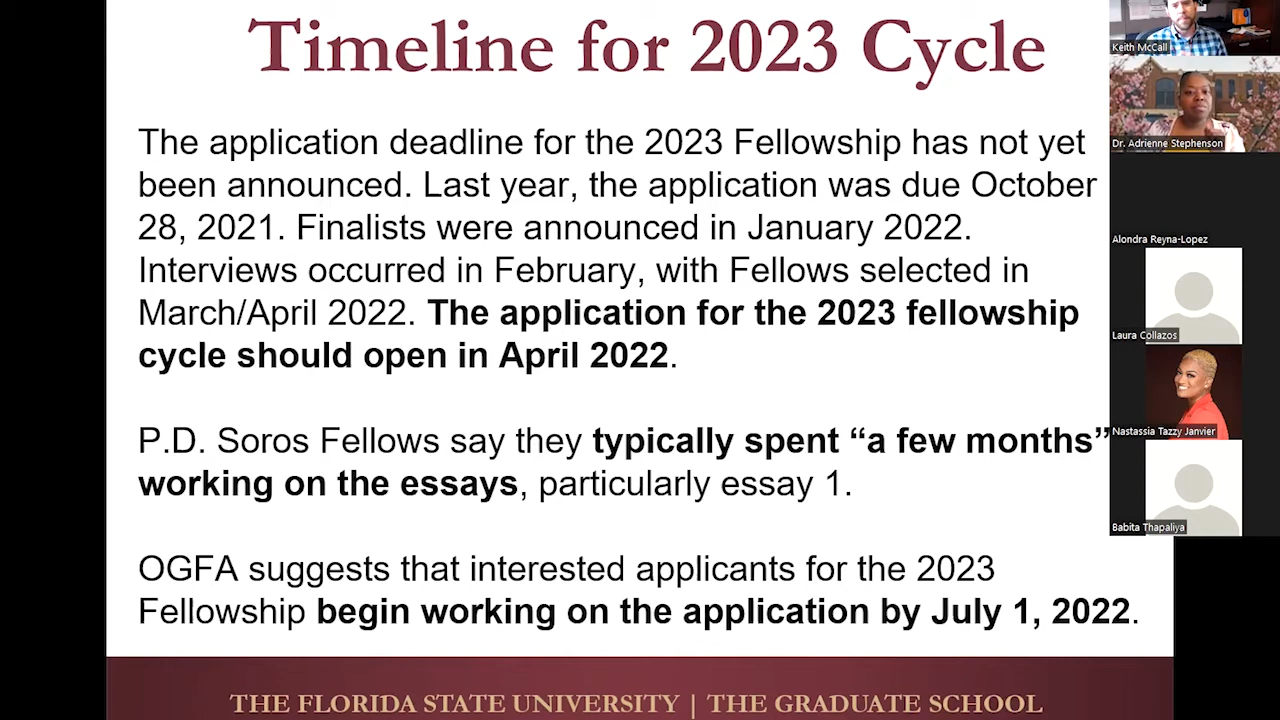 Timeline for 2023 Cycle
The application deadline for the 2023 Fellowship has not yet
been announced. Last year, the application was due October
28, 2021. Finalists were announced in January 2022.
Interviews occurred in February, with Fellows selected in
March/April 2022. The application for the 2023 fellowship
cycle should open in April 2022.
P.D. Soros Fellows say they typically spent “a few months”
working on the essays, particularly essay 1.
OGFA suggests that interested applicants for the 2023
Fellowship begin working on the application by July 1, 2022.
THE FLORIDA STATE UNIVERSITY | THE GRADUATE SCHOOL
Keith McCall
Dr. Adrienne Stephenson
Alondra Reyna-Lopez
Laura Collazos
Nastassia Tazzy Janvier
Babita Thapaliya